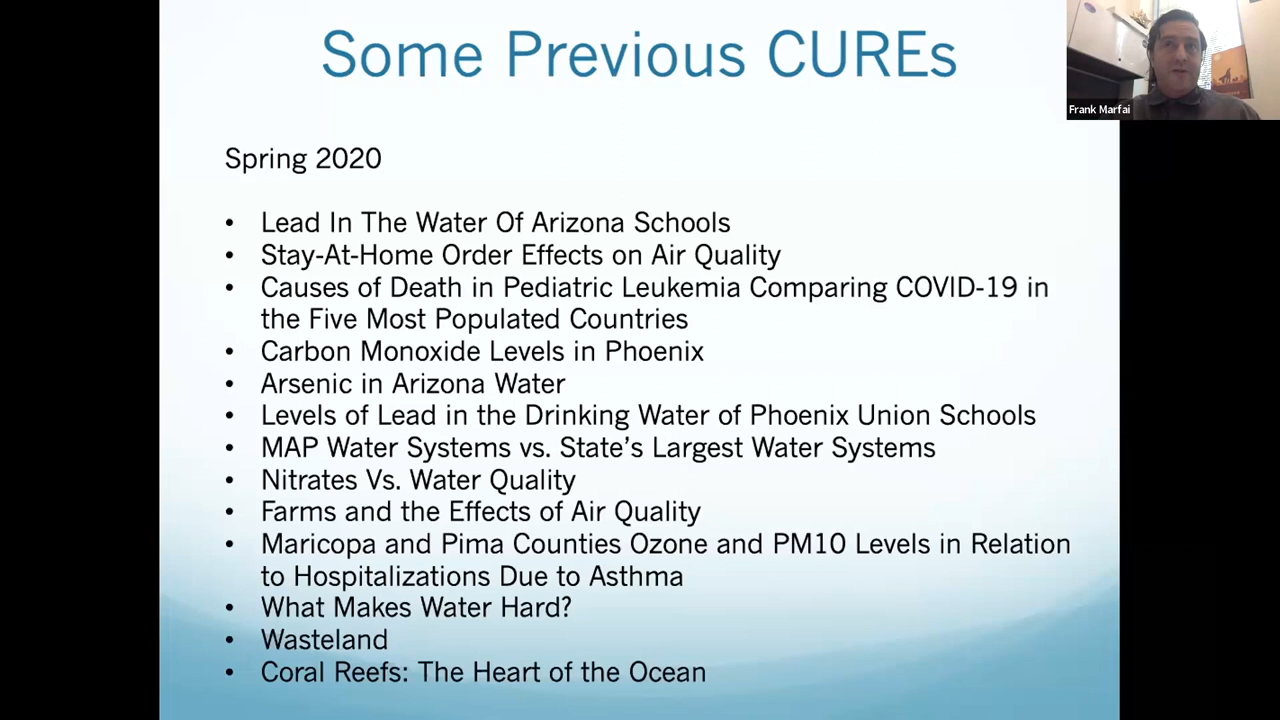 Some Previous CUREs
Frank Marfai
Spring 2020
• Lead In The Water Of Arizona Schools
• Stay-At-Home Order Effects on Air Quality
• Causes of Death in Pediatric Leukemia Comparing COVID-19 in
the Five Most Populated Countries
• Carbon Monoxide Levels in Phoenix
• Arsenic in Arizona Water
• Levels of Lead in the Drinking Water of Phoenix Union Schools
• MAP Water Systems vs. State’s Largest Water Systems
• Nitrates Vs. Water Quality
• Farms and the Effects of Air Quality
• Maricopa and Pima Counties Ozone and PM10 Levels in Relation
to Hospitalizations Due to Asthma
• What Makes Water Hard?
• Wasteland
• Coral Reefs: The Heart of the Ocean